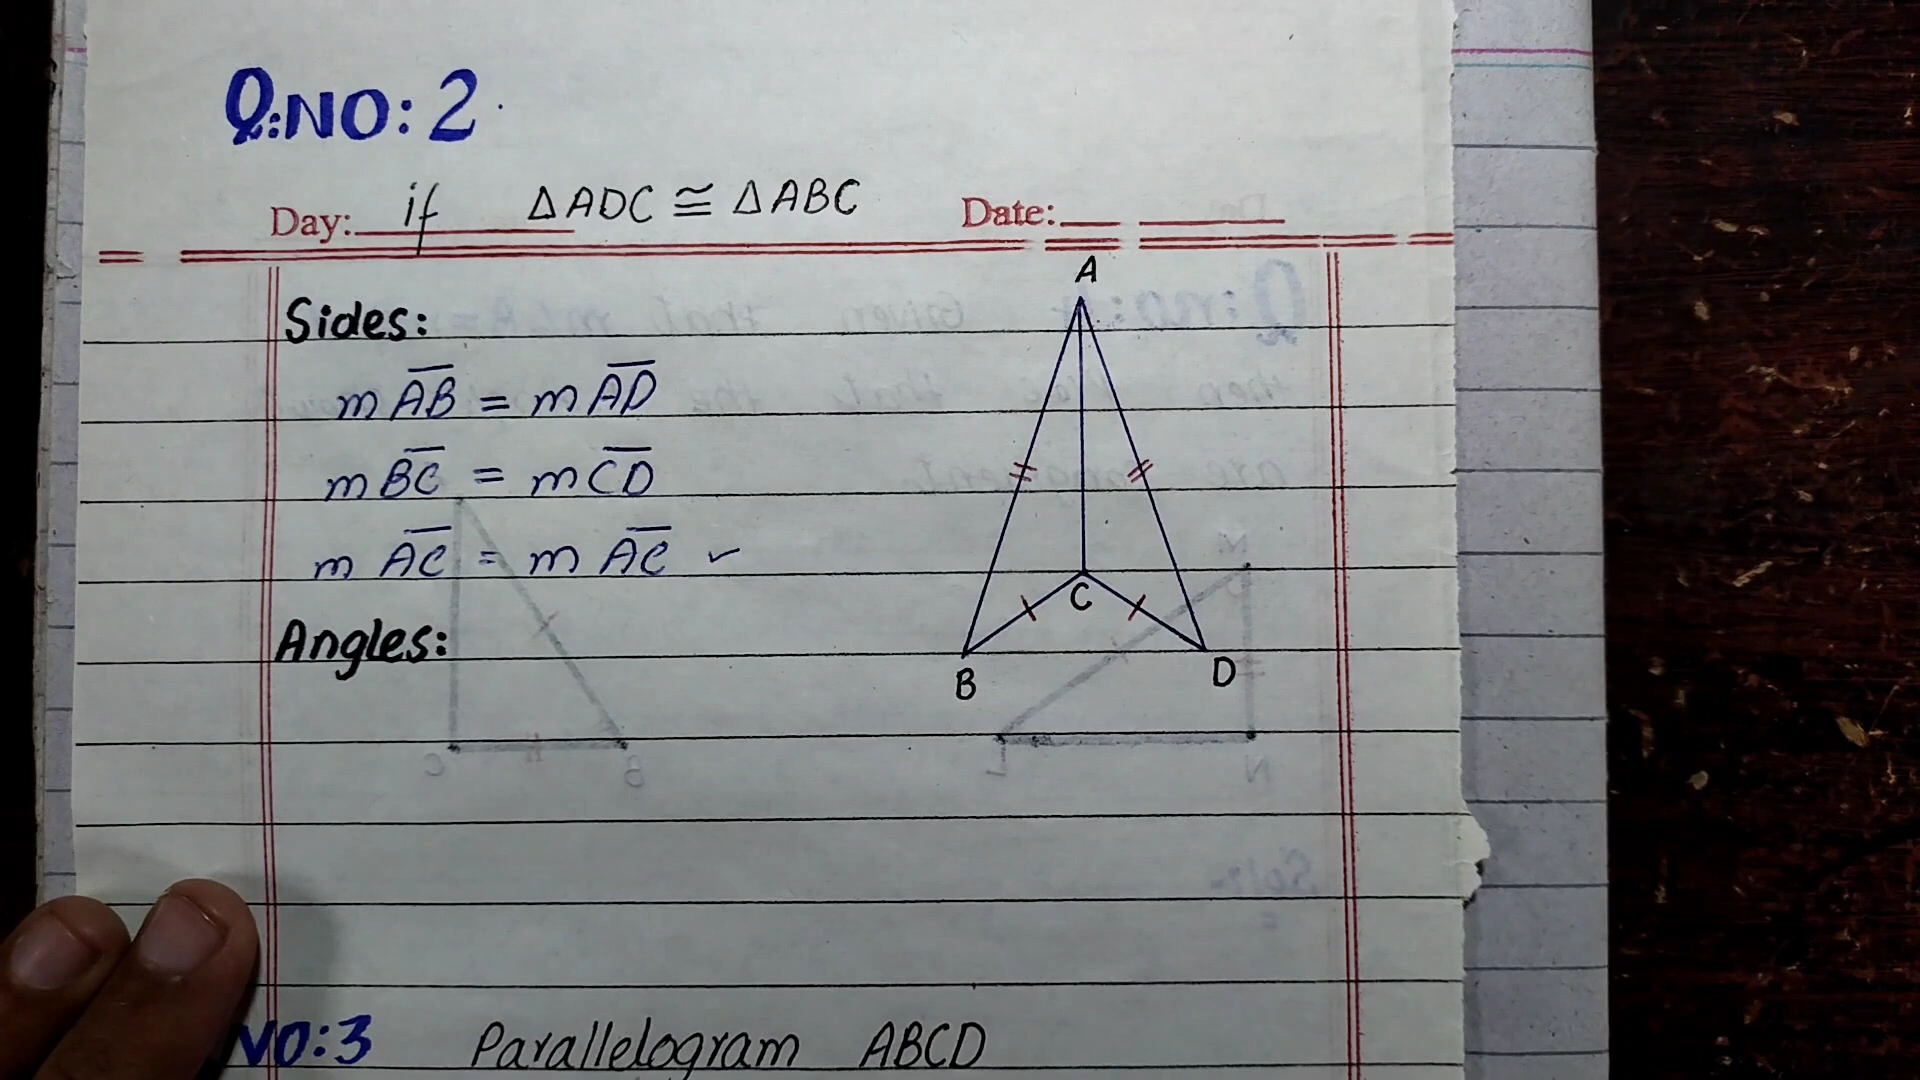 Q:NO:2.
Day: if ΔADC ≅ ΔABC Date:
A
Sides:
mAB = mAD
mBC = mCD
mAC = mAC ✓
C
Angles:
B D
NO:3 Parallelogram ABCD